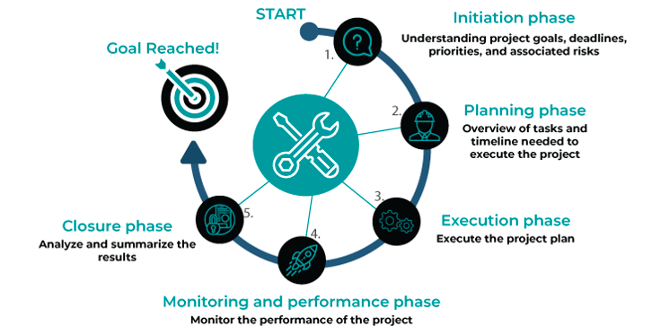 START
Goal Reached!
1.
Initiation phase
Understanding project goals, deadlines,
priorities, and associated risks
2.
Planning phase
Overview of tasks and
timeline needed to
execute the project
3.
Execution phase
Execute the project plan
4.
Monitoring and performance phase
Monitor the performance of the project
5.
Closure phase
Analyze and summarize the
results